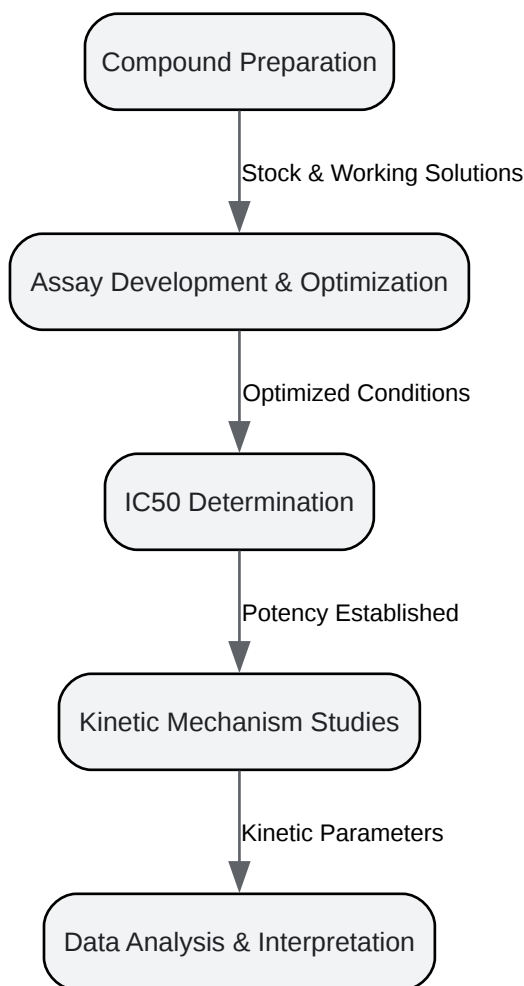 Compound Preparation
Stock & Working Solutions
Assay Development & Optimization
Optimized Conditions
IC50 Determination
Potency Established
Kinetic Mechanism Studies
Kinetic Parameters
Data Analysis & Interpretation